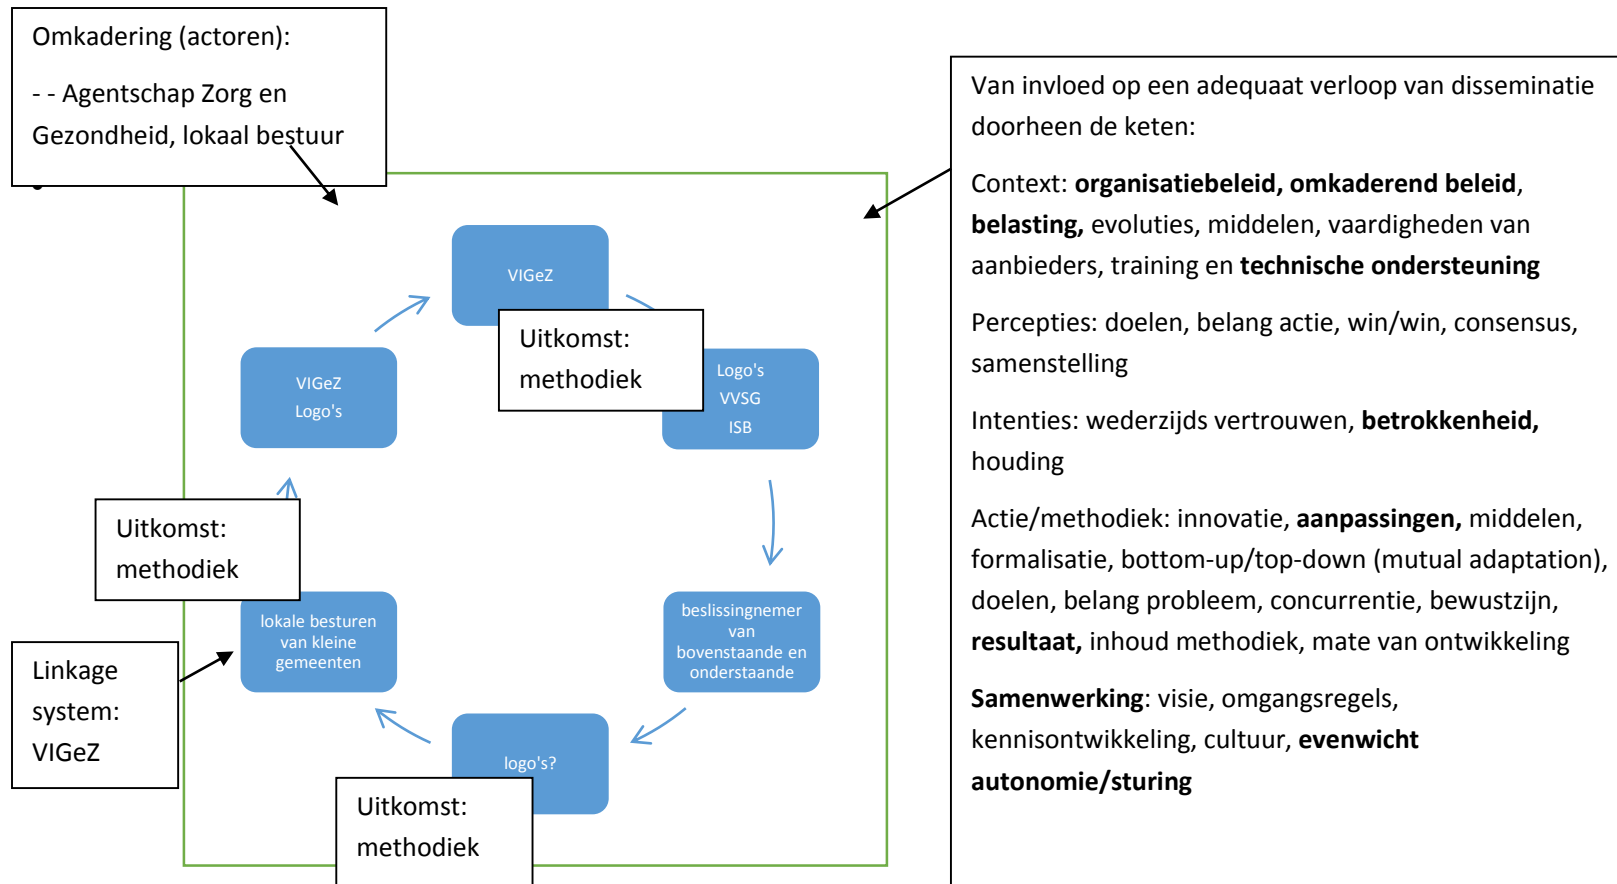 Omkadering (actoren):
- - Agentschap Zorg en
Gezondheid, lokaal bestuur
VIGeZ
Uitkomst:
methodiek
Logo's
VVSG
ISB
beslissingnemer
van
bovenstaande en
onderstaande
logo's?
Uitkomst:
methodiek
lokale besturen
van kleine
gemeenten
Uitkomst:
methodiek
VIGeZ
Logo's
Linkage
system:
VIGeZ
Van invloed op een adequaat verloop van disseminatie
doorheen de keten:
Context: organisatiebeleid, omkaderend beleid,
belasting, evoluties, middelen, vaardigheden van
aanbieders, training en technische ondersteuning
Percepties: doelen, belang actie, win/win, consensus,
samenstelling
Intenties: wederzijds vertrouwen, betrokkenheid,
houding
Actie/methodiek: innovatie, aanpassingen, middelen,
formalisatie, bottom-up/top-down (mutual adaptation),
doelen, belang probleem, concurrentie, bewustzijn,
resultaat, inhoud methodiek, mate van ontwikkeling
Samenwerking: visie, omgangsregels,
kennisontwikkeling, cultuur, evenwicht
autonomie/sturing